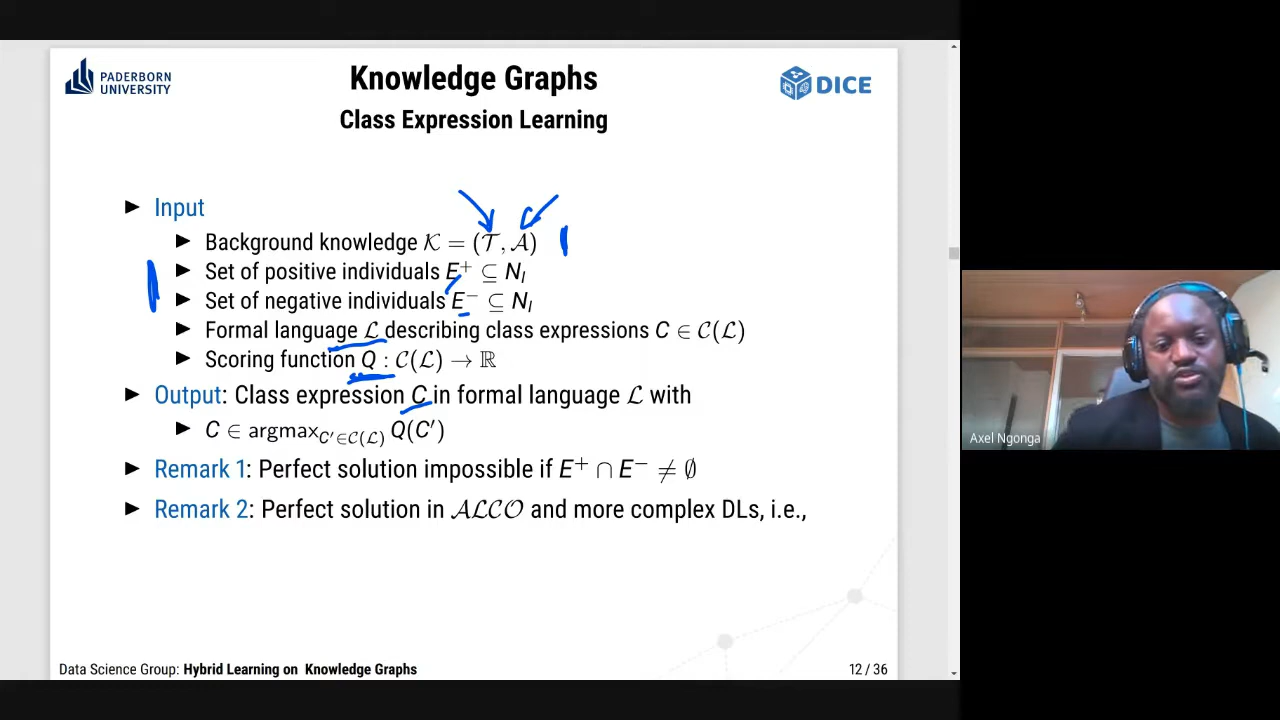 PADERBORN
UNIVERSITY
Knowledge Graphs
DICE
Class Expression Learning
► Input
► Background knowledge 𝒦 = (𝒯, 𝒜)
► Set of positive individuals E⁺ ⊆ N_I
► Set of negative individuals E⁻ ⊆ N_I
► Formal language ℒ describing class expressions C ∈ 𝒞(ℒ)
► Scoring function Q : 𝒞(ℒ) → ℝ
► Output: Class expression C in formal language ℒ with
► C ∈ argmax_{C′∈𝒞(ℒ)} Q(C′)
► Remark 1: Perfect solution impossible if E⁺ ∩ E⁻ ≠ ∅
► Remark 2: Perfect solution in 𝒜ℒ𝒞𝒪 and more complex DLs, i.e.,
Data Science Group: Hybrid Learning on Knowledge Graphs
12 / 36
Axel Ngonga